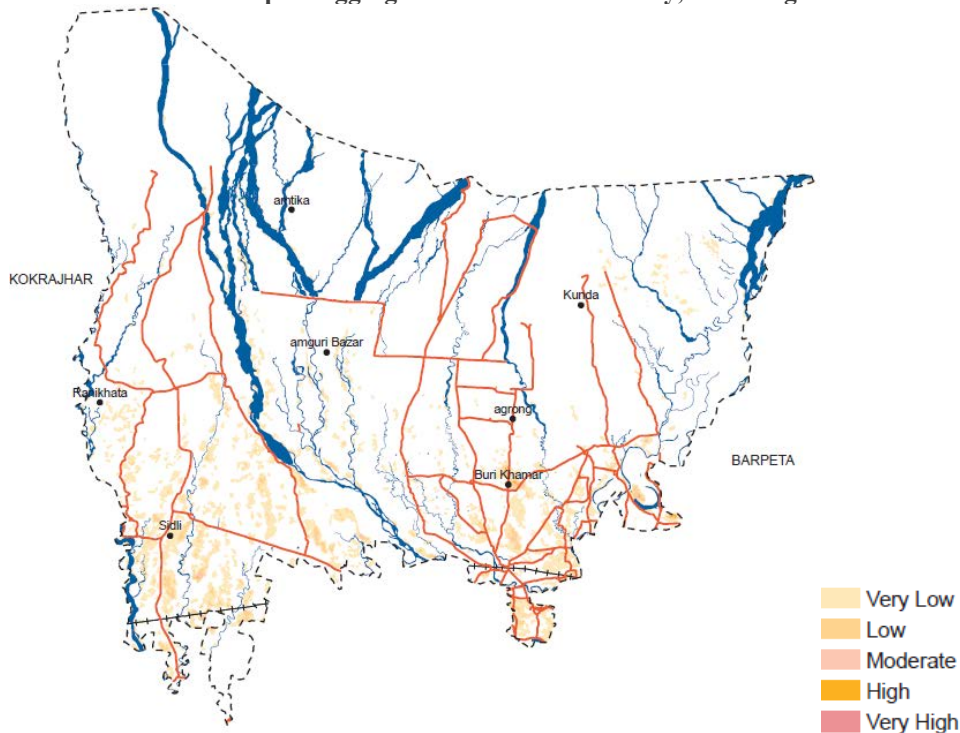 amtika
KOKRAJHAR
Kunda
amguri Bazar
Ranikhata
agrong
BARPETA
Buri Khamar
Sidli
Very Low
Low
Moderate
High
Very High